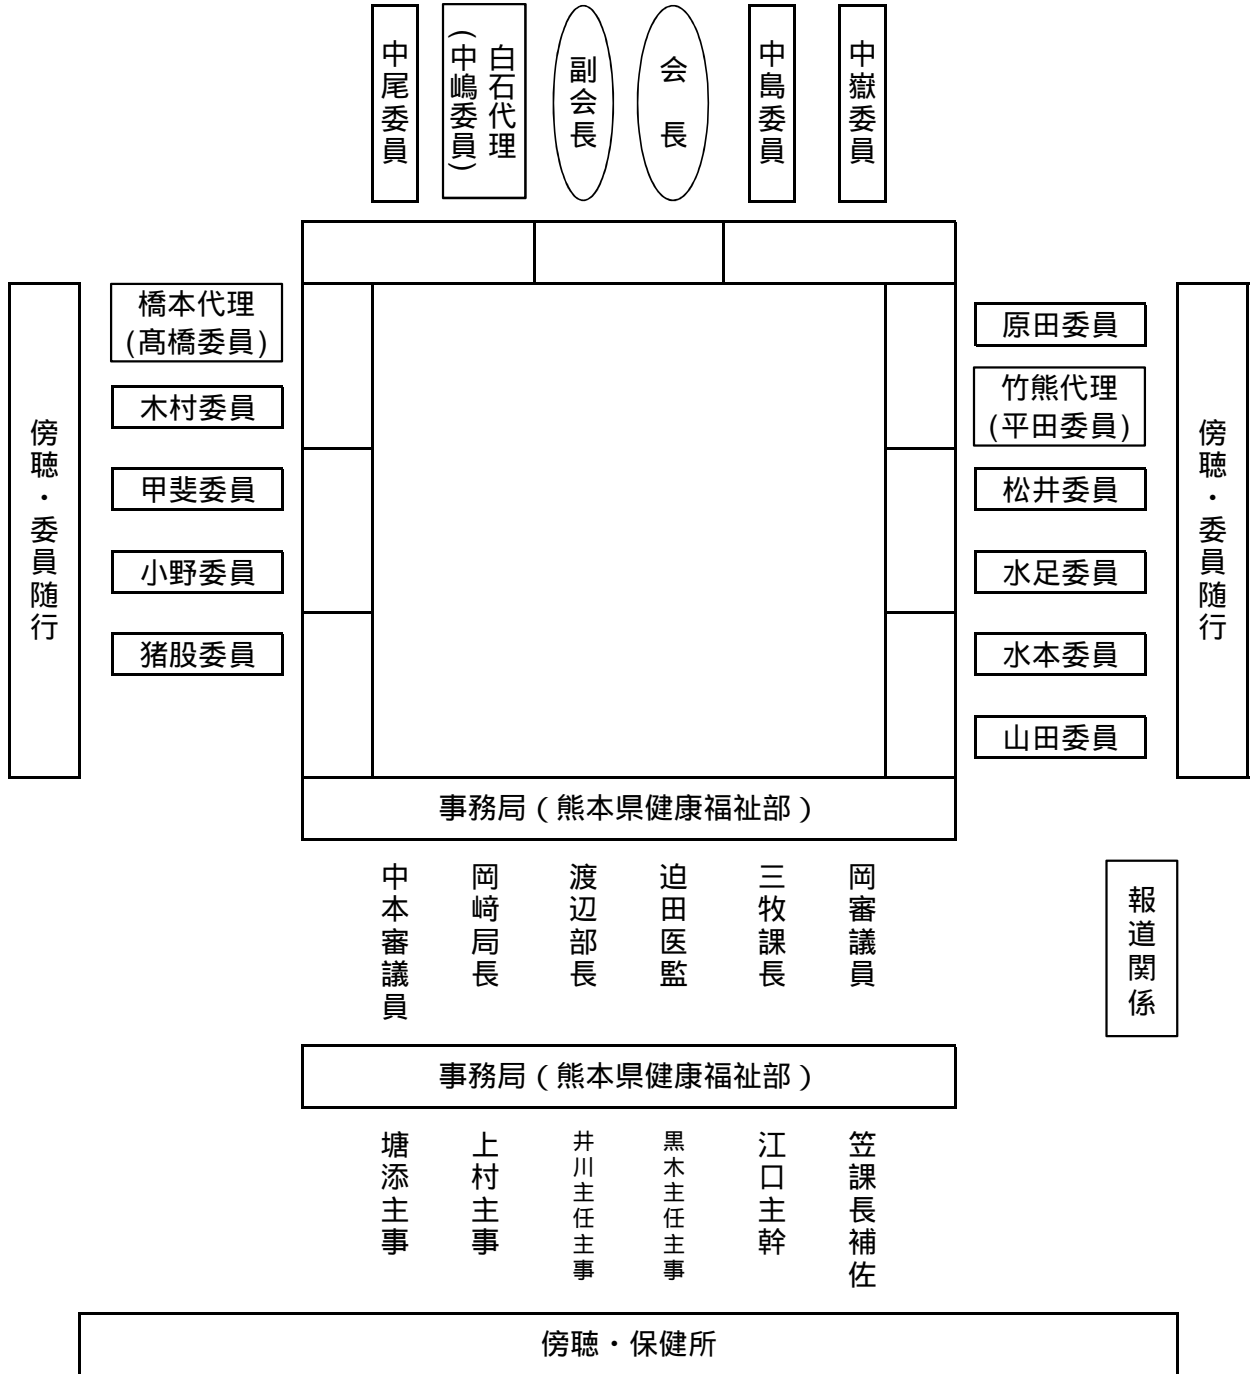 中尾委員
白石代理
(中嶋委員)
副会長
会　長
中島委員
中嶽委員
橋本代理
(髙橋委員)
木村委員
甲斐委員
小野委員
猪股委員
傍聴・委員随行
原田委員
竹熊代理
(平田委員)
松井委員
水足委員
水本委員
山田委員
傍聴・委員随行
事務局（熊本県健康福祉部）
中本審議員
岡﨑局長
渡辺部長
迫田医監
三牧課長
岡審議員
報道関係
事務局（熊本県健康福祉部）
塘添主事
上村主事
井川主任主事
黒木主任主事
江口主幹
笠課長補佐
傍聴・保健所